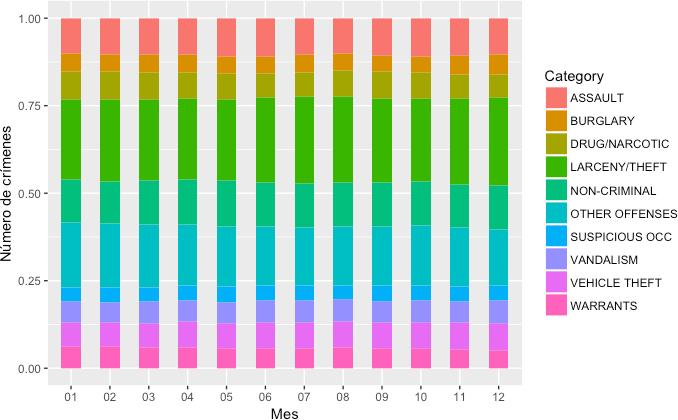 1.00
0.75
0.50
0.25
0.00
Número de crímenes
01 02 03 04 05 06 07 08 09 10 11 12
Mes
Category
ASSAULT
BURGLARY
DRUG/NARCOTIC
LARCENY/THEFT
NON-CRIMINAL
OTHER OFFENSES
SUSPICIOUS OCC
VANDALISM
VEHICLE THEFT
WARRANTS